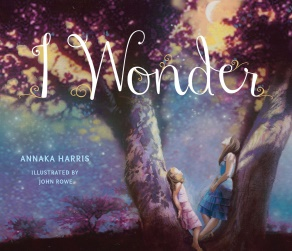 I Wonder
ANNAKA HARRIS
ILLUSTRATED BY
JOHN ROWE